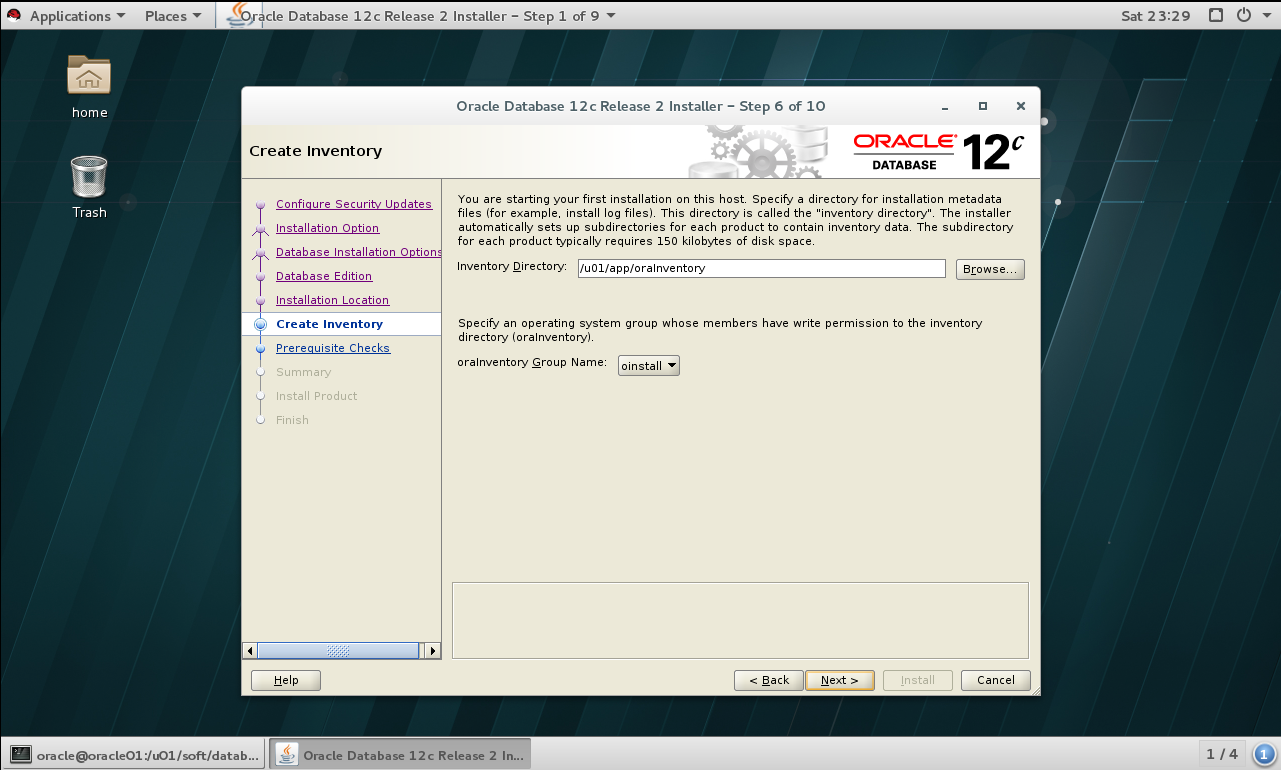 Applications Places Oracle Database 12c Release 2 Installer – Step 1 of 9 Sat 23:29
home
Trash
Oracle Database 12c Release 2 Installer – Step 6 of 10
Create Inventory
ORACLE®
DATABASE
12c
Configure Security Updates
Installation Option
Database Installation Options
Database Edition
Installation Location
Create Inventory
Prerequisite Checks
Summary
Install Product
Finish
You are starting your first installation on this host. Specify a directory for installation metadata
files (for example, install log files). This directory is called the "inventory directory". The installer
automatically sets up subdirectories for each product to contain inventory data. The subdirectory
for each product typically requires 150 kilobytes of disk space.
Inventory Directory: /u01/app/oraInventory Browse...
Specify an operating system group whose members have write permission to the inventory
directory (oraInventory).
oraInventory Group Name: oinstall
Help < Back Next > Install Cancel
oracle@oracle01:/u01/soft/datab... Oracle Database 12c Release 2 In... 1 / 4 1